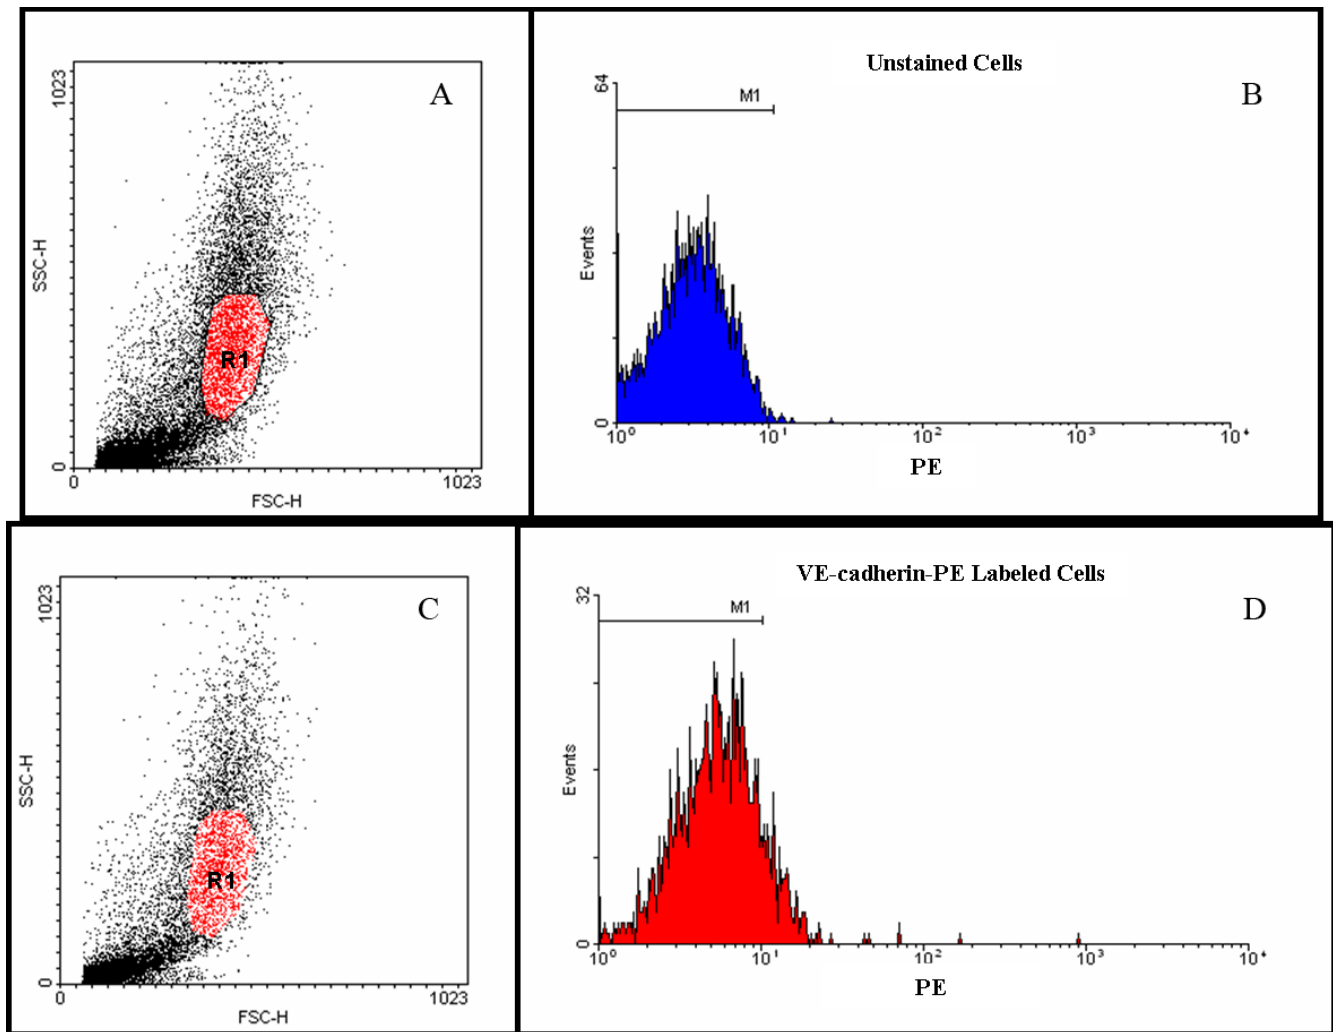 A
1023
SSC-H
R1
0
0
1023
FSC-H
Unstained Cells
B
64
M1
Events
0
10⁰
10¹
10²
10³
10⁴
PE
C
1023
SSC-H
R1
0
0
1023
FSC-H
VE-cadherin-PE Labeled Cells
D
32
M1
Events
0
10⁰
10¹
10²
10³
10⁴
PE